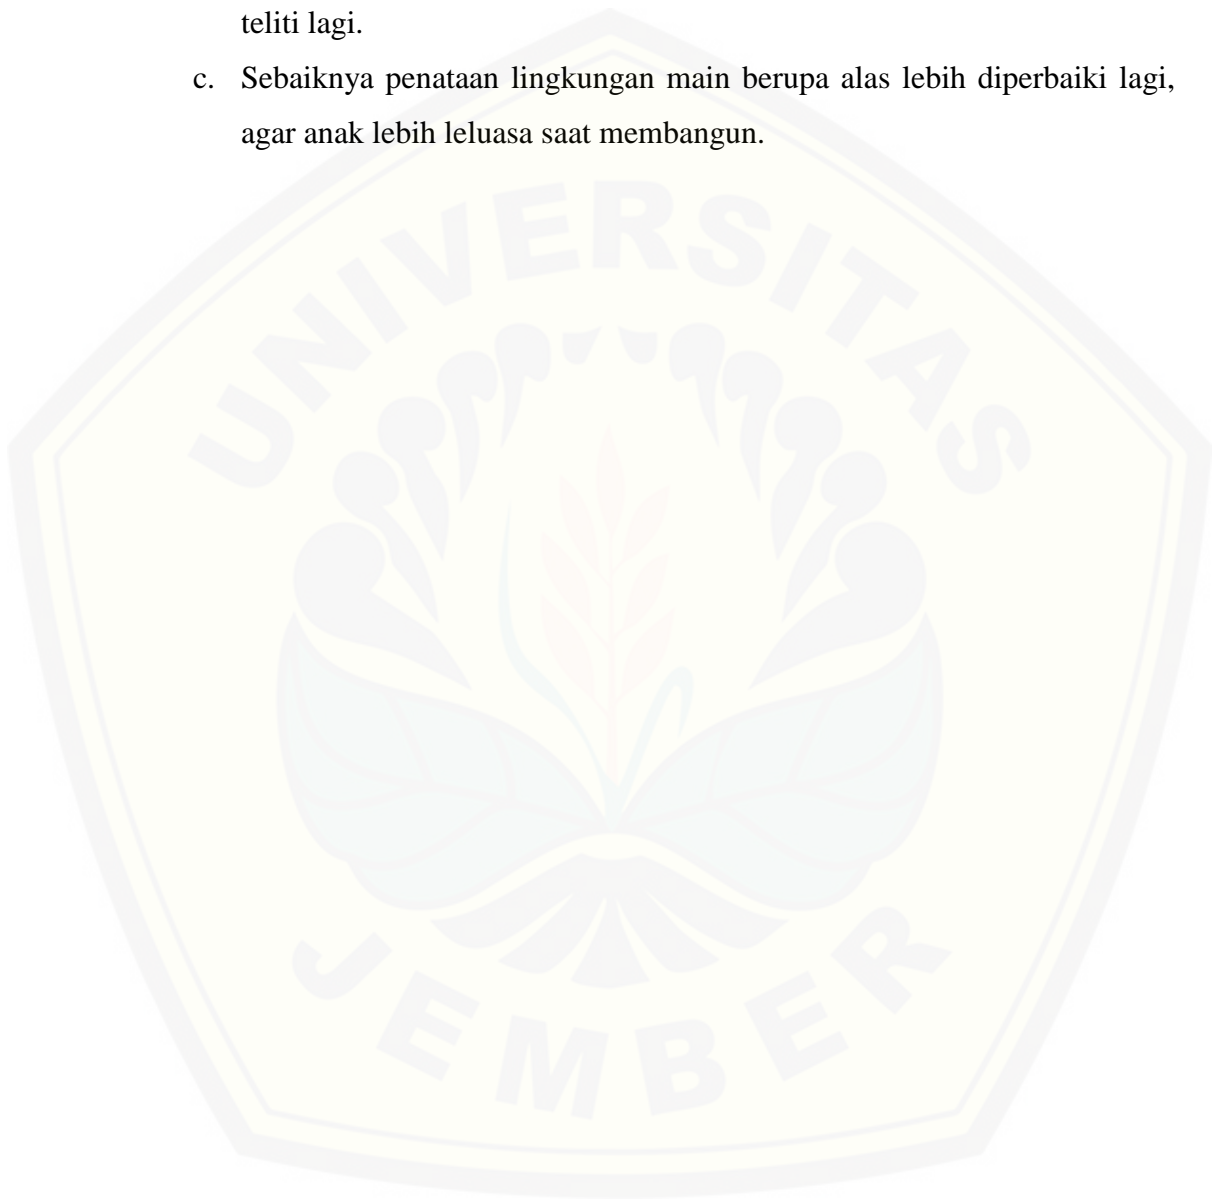 teliti lagi.
c. Sebaiknya penataan lingkungan main berupa alas lebih diperbaiki lagi,
agar anak lebih leluasa saat membangun.
UNIVERSITAS
JEMBER